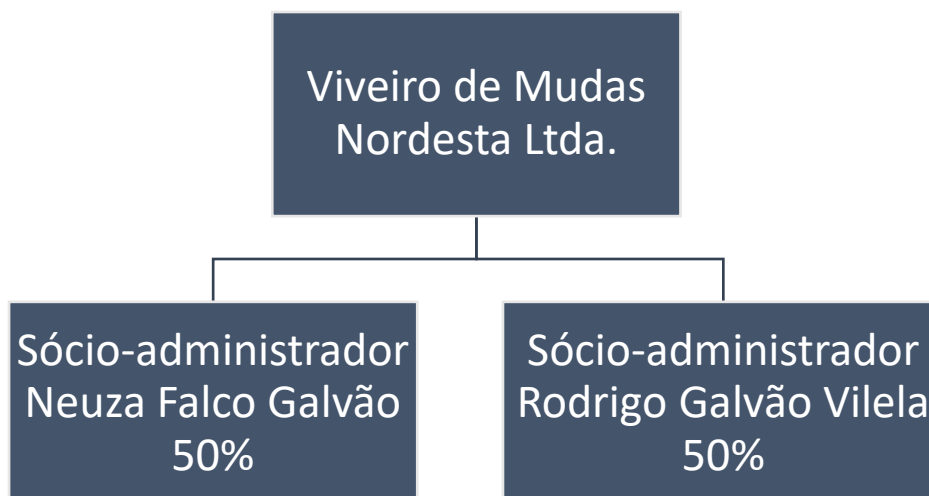 Viveiro de Mudas
Nordesta Ltda.
Sócio-administrador
Neuza Falco Galvão
50%
Sócio-administrador
Rodrigo Galvão Vilela
50%